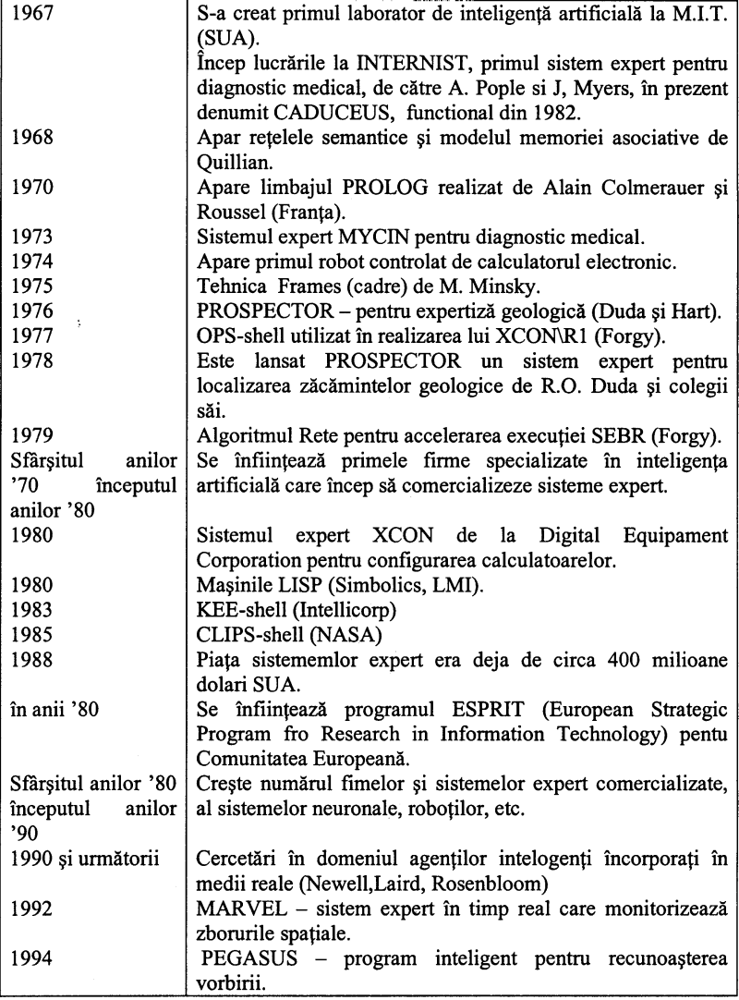 1967 S-a creat primul laborator de inteligenţă artificială la M.I.T.
(SUA).
Încep lucrările la INTERNIST, primul sistem expert pentru
diagnostic medical, de către A. Pople si J, Myers, în prezent
denumit CADUCEUS, functional din 1982.
1968 Apar reţelele semantice şi modelul memoriei asociative de
Quillian.
1970 Apare limbajul PROLOG realizat de Alain Colmerauer şi
Roussel (Franţa).
1973 Sistemul expert MYCIN pentru diagnostic medical.
1974 Apare primul robot controlat de calculatorul electronic.
1975 Tehnica Frames (cadre) de M. Minsky.
1976 PROSPECTOR – pentru expertiză geologică (Duda şi Hart).
1977 OPS-shell utilizat în realizarea lui XCON\R1 (Forgy).
1978 Este lansat PROSPECTOR un sistem expert pentru
localizarea zăcămintelor geologice de R.O. Duda şi colegii
săi.
1979 Algoritmul Rete pentru accelerarea execuţiei SEBR (Forgy).
Sfârşitul anilor Se înfiinţează primele firme specializate în inteligenţa
'70 începutul artificială care încep să comercializeze sisteme expert.
anilor '80
1980 Sistemul expert XCON de la Digital Equipament
Corporation pentru configurarea calculatoarelor.
1980 Maşinile LISP (Simbolics, LMI).
1983 KEE-shell (Intellicorp)
1985 CLIPS-shell (NASA)
1988 Piaţa sistememlor expert era deja de circa 400 milioane
dolari SUA.
în anii '80 Se înfiinţează programul ESPRIT (European Strategic
Program fro Research in Information Technology) pentu
Comunitatea Europeană.
Sfârşitul anilor '80 Creşte numărul fimelor şi sistemelor expert comercializate,
începutul anilor al sistemelor neuronale, roboţilor, etc.
'90
1990 şi următorii Cercetări în domeniul agenţilor intelogenţi încorporaţi în
medii reale (Newell,Laird, Rosenbloom)
1992 MARVEL – sistem expert în timp real care monitorizează
zborurile spaţiale.
1994 PEGASUS – program inteligent pentru recunoaşterea
vorbirii.